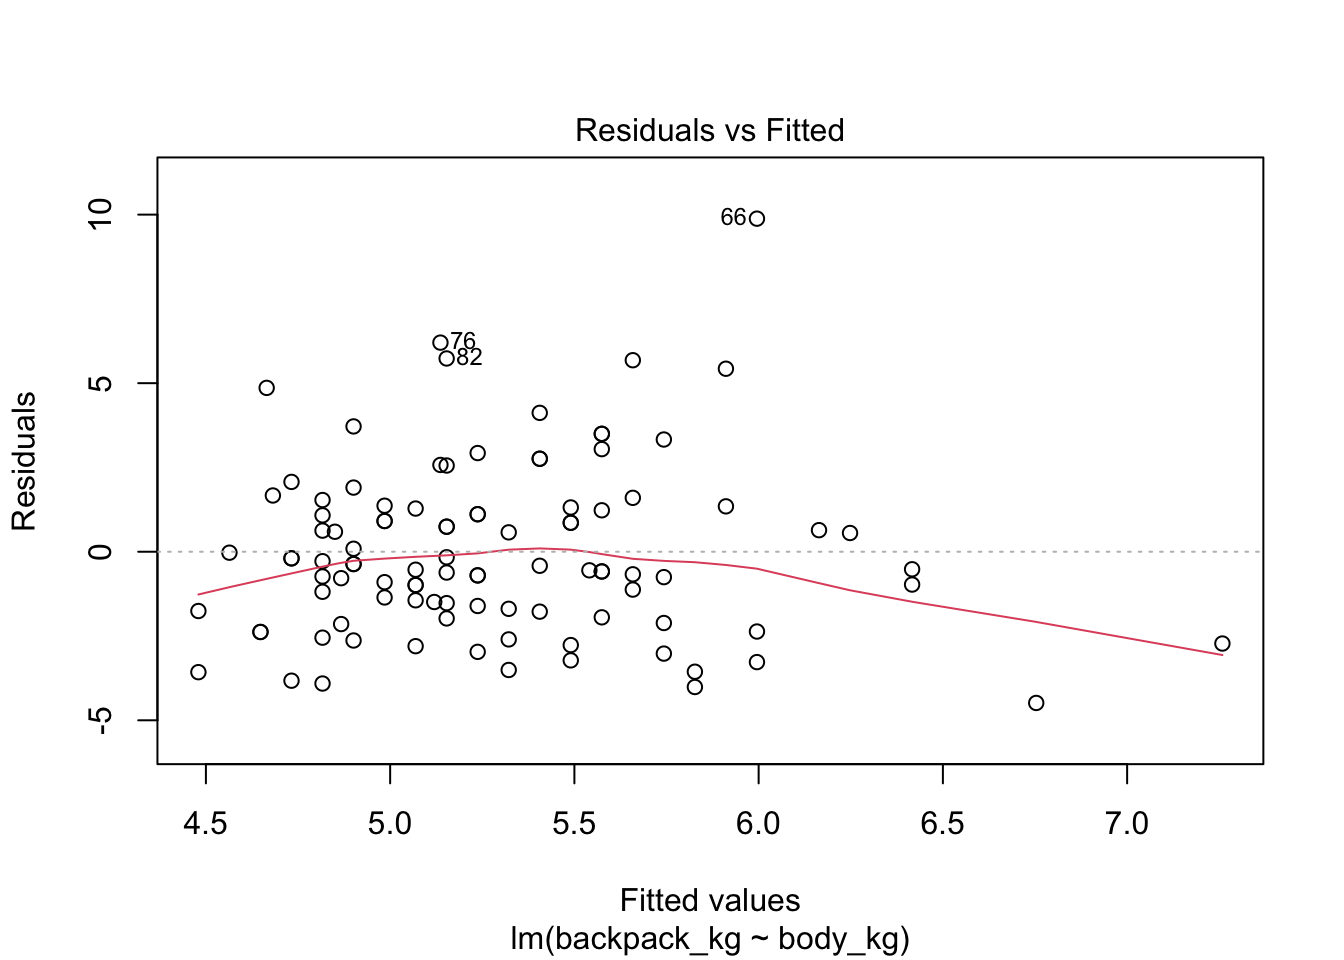 Residuals vs Fitted
Residuals
10
5
0
-5
66
76
82
4.5 5.0 5.5 6.0 6.5 7.0
Fitted values
lm(backpack_kg ~ body_kg)